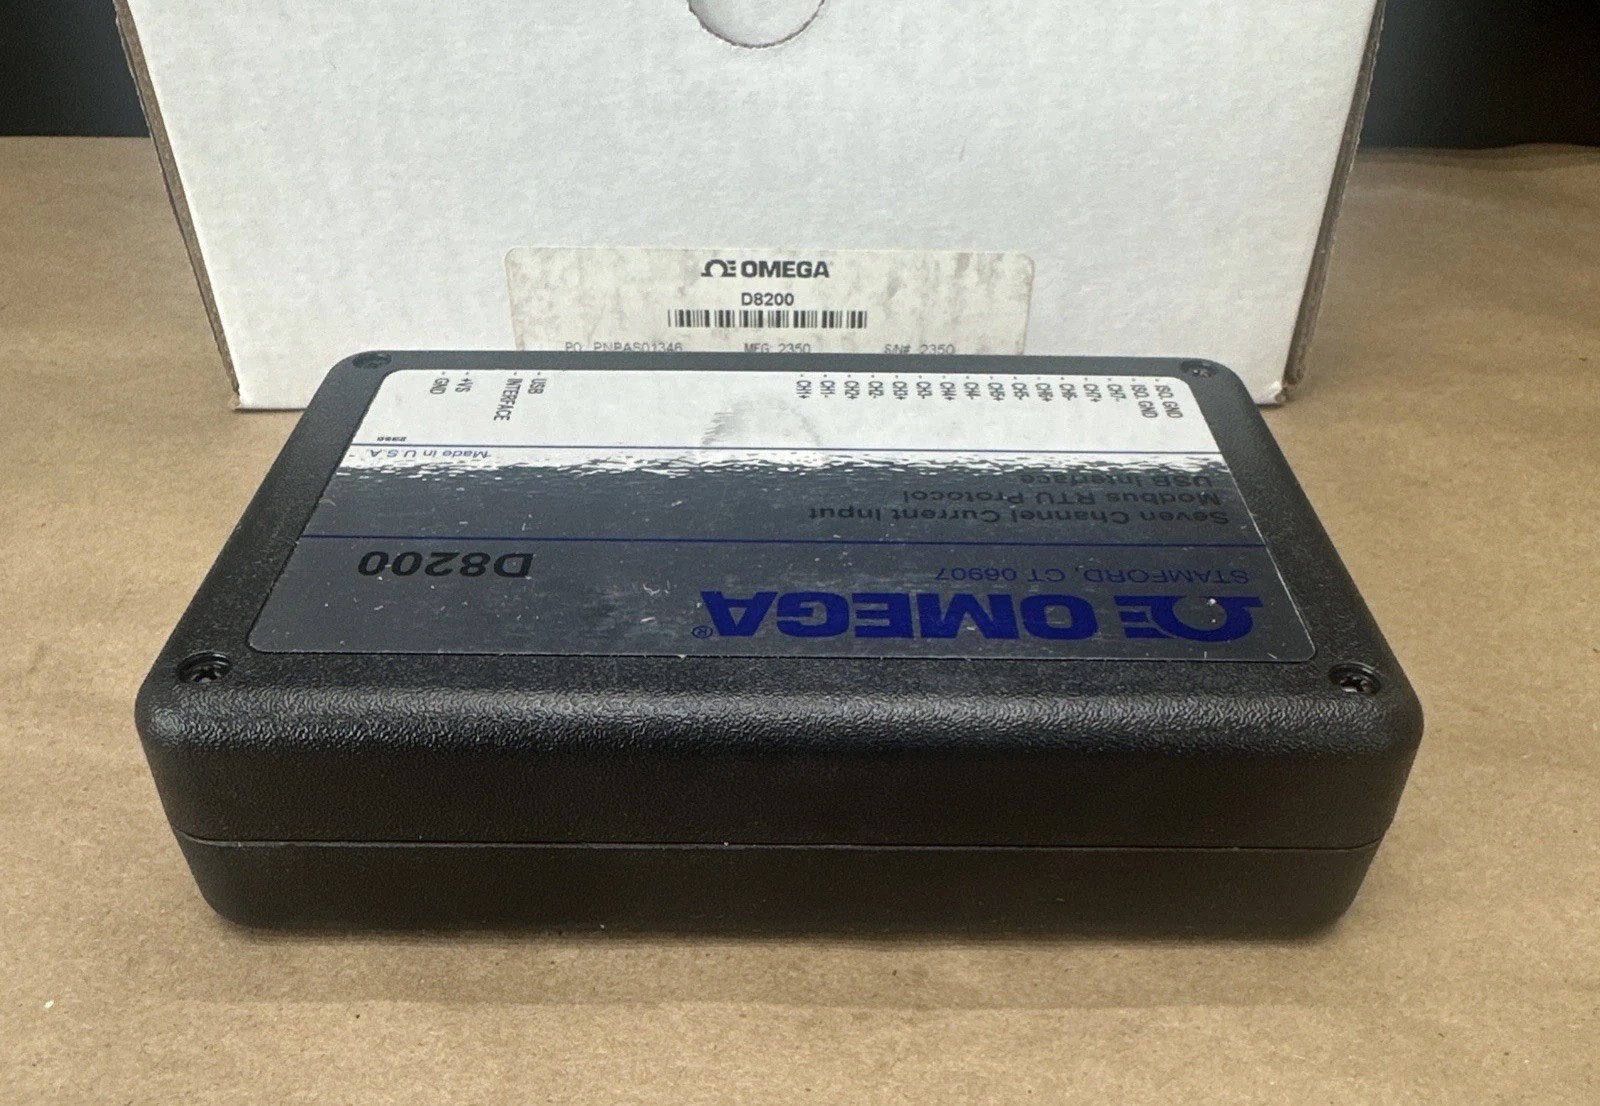 OMEGA
D8200
PO PNPAS01346 MFG: 2350 S/N# 2350
OMEGA®
STAMFORD, CT 06907
D8200
Seven Channel Current Input
Modbus RTU Protocol
USB Interface
Made in U.S.A
2350
- GND
- +VS
- USB
INTERFACE
- CH1+
- CH1-
- CH2+
- CH2-
- CH3+
- CH3-
- CH4+
- CH4-
- CH5+
- CH5-
- CH6+
- CH6-
- CH7+
- CH7-
- ISO. GND
- ISO. GND